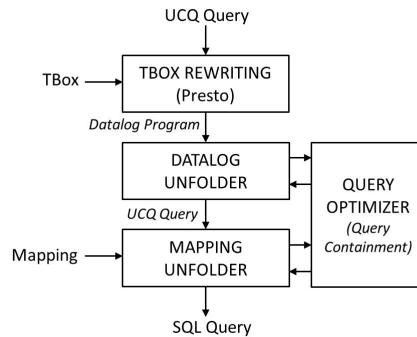 UCQ Query
TBox
TBOX REWRITING
(Presto)
Datalog Program
DATALOG
UNFOLDER
UCQ Query
QUERY
OPTIMIZER
(Query
Containment)
Mapping
MAPPING
UNFOLDER
SQL Query